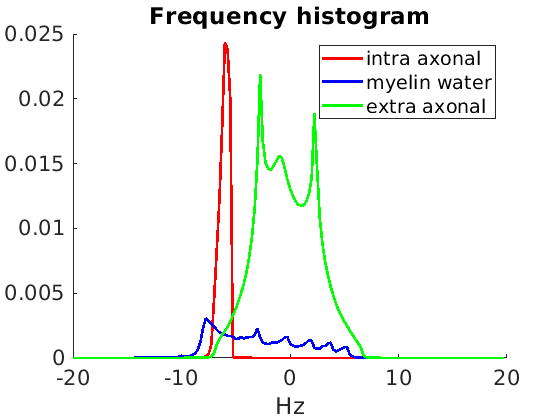 Frequency histogram
0.025
0.02
0.015
0.01
0.005
0
intra axonal
myelin water
extra axonal
-20 -10 0 10 20
Hz